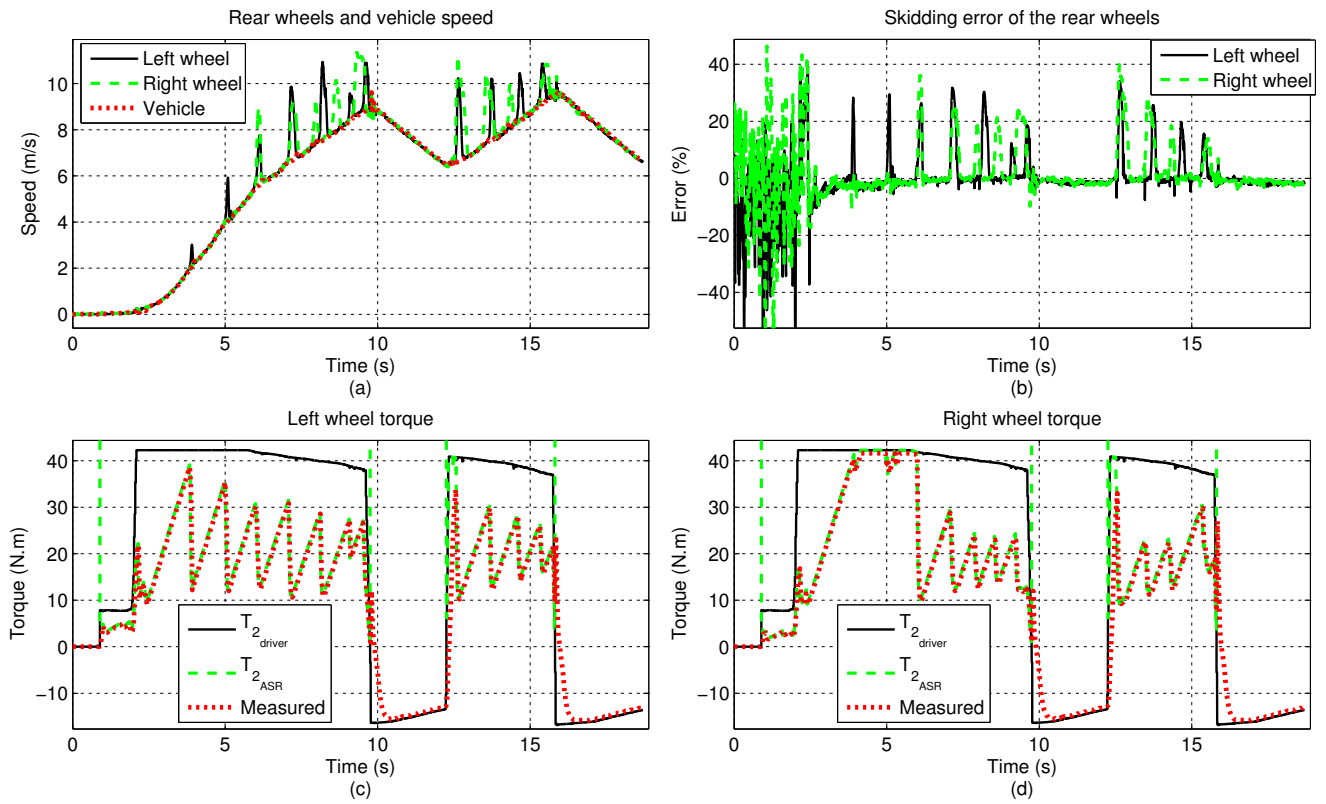 Rear wheels and vehicle speed
Left wheel
Right wheel
Vehicle
10
8
6
4
2
0
Speed (m/s)
0
5
10
15
Time (s)
(a)
Skidding error of the rear wheels
Left wheel
Right wheel
40
20
0
−20
−40
Error (%)
0
5
10
15
Time (s)
(b)
Left wheel torque
40
30
20
10
0
−10
Torque (N.m)
T2driver
T2ASR
Measured
0
5
10
15
Time (s)
(c)
Right wheel torque
40
30
20
10
0
−10
Torque (N.m)
T2driver
T2ASR
Measured
0
5
10
15
Time (s)
(d)